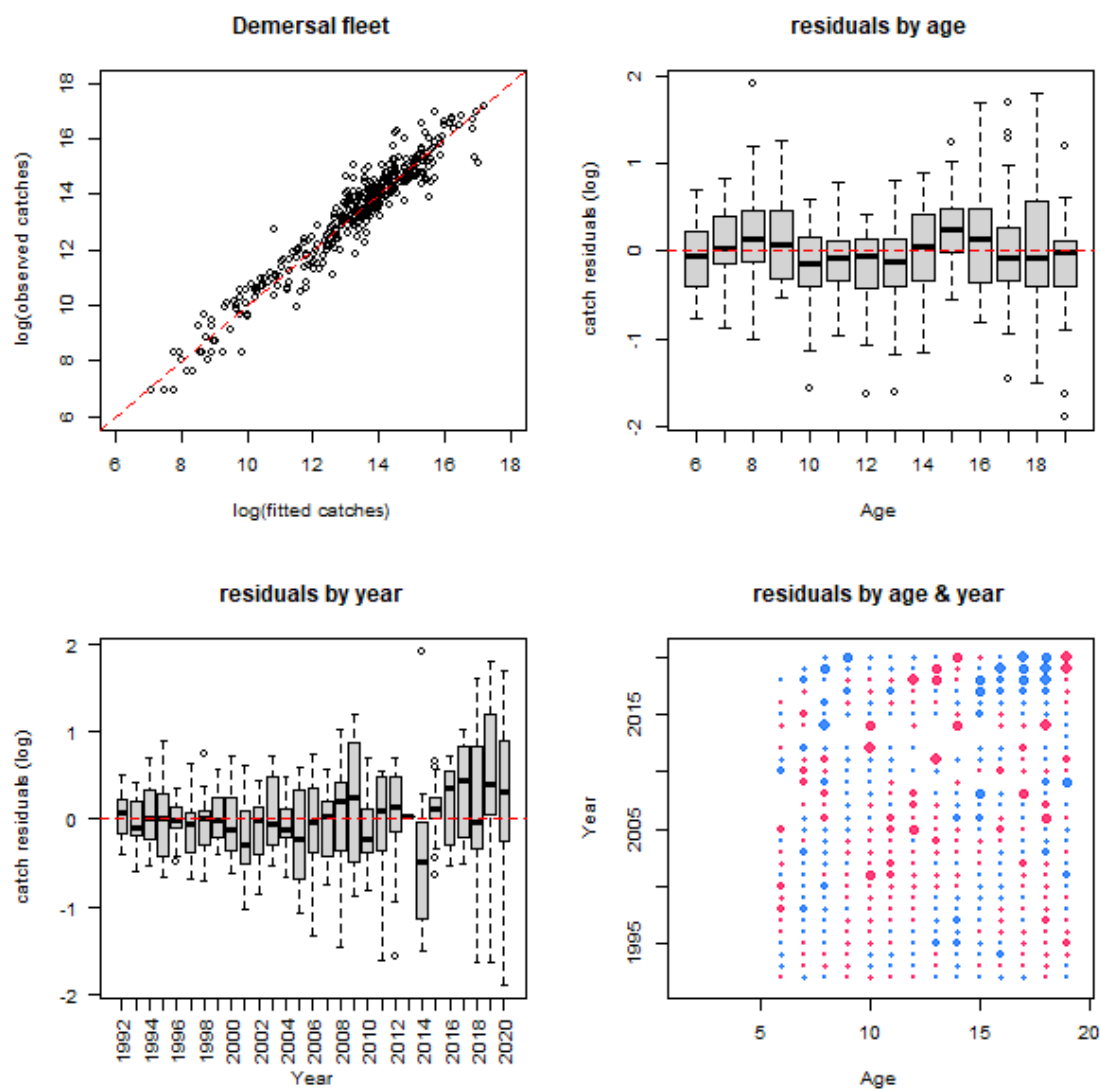 Demersal fleet
log(observed catches)
6 8 10 12 14 16 18
6 8 10 12 14 16 18
log(fitted catches)
residuals by age
catch residuals (log)
-2 -1 0 1 2
6 8 10 12 14 16 18
Age
residuals by year
catch residuals (log)
-2 -1 0 1 2
1992 1994 1996 1998 2000 2002 2004 2006 2008 2010 2012 2014 2016 2018 2020
Year
residuals by age & year
Year
1995 2005 2015
5 10 15 20
Age